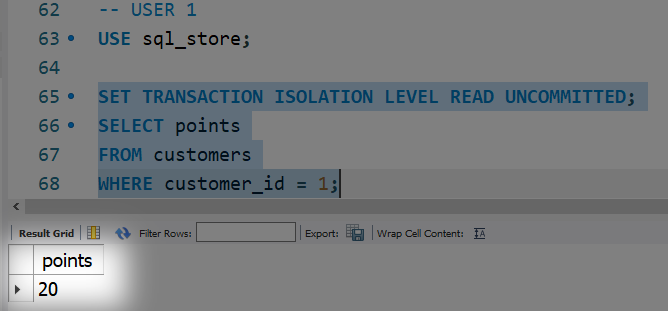 62 -- USER 1
63 USE sql_store;
64
65 SET TRANSACTION ISOLATION LEVEL READ UNCOMMITTED;
66 SELECT points
67 FROM customers
68 WHERE customer_id = 1;
Result Grid Filter Rows: Export: Wrap Cell Content: IA
points
20